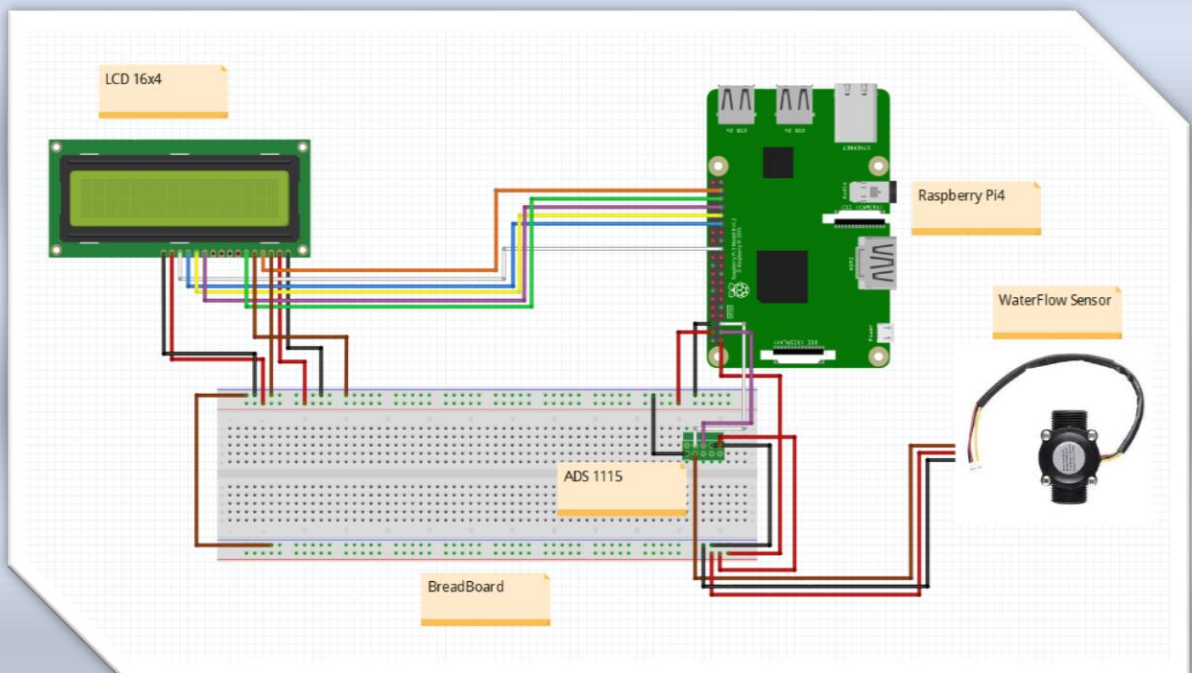 LCD 16x4
Raspberry Pi4
WaterFlow Sensor
ADS 1115
BreadBoard